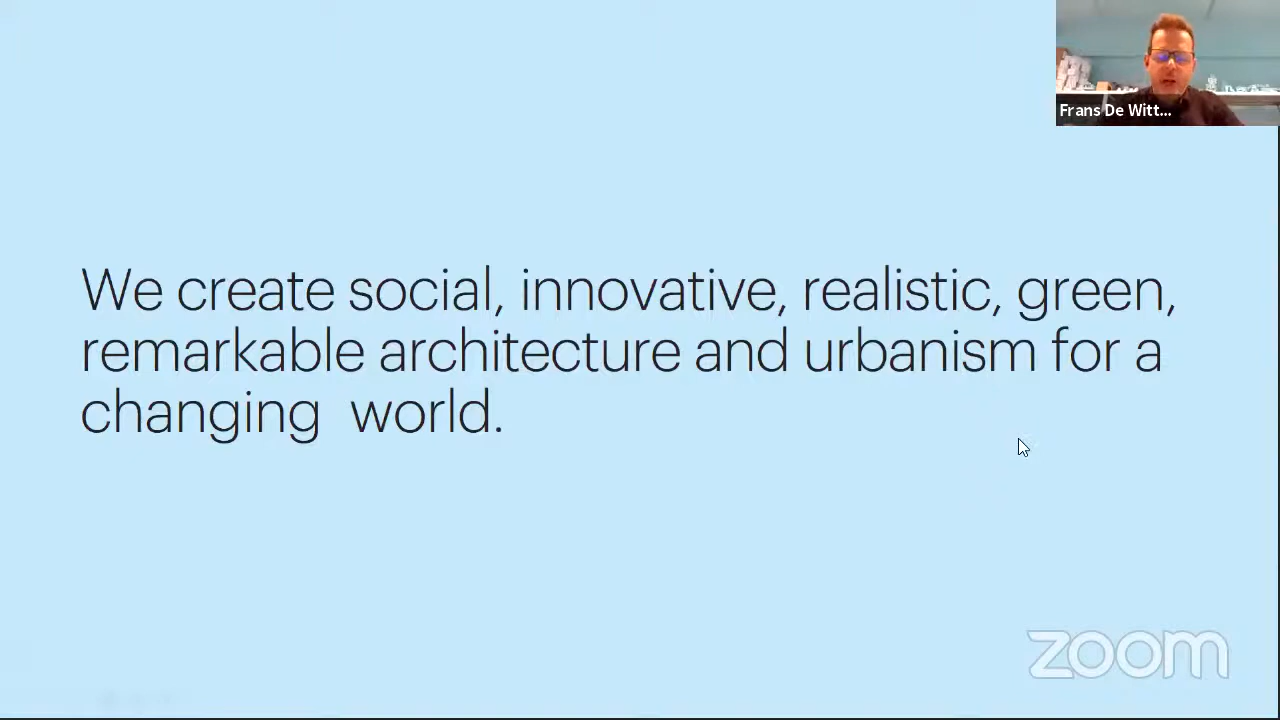 Frans De Witt...
We create social, innovative, realistic, green,
remarkable architecture and urbanism for a
changing  world.
zoom